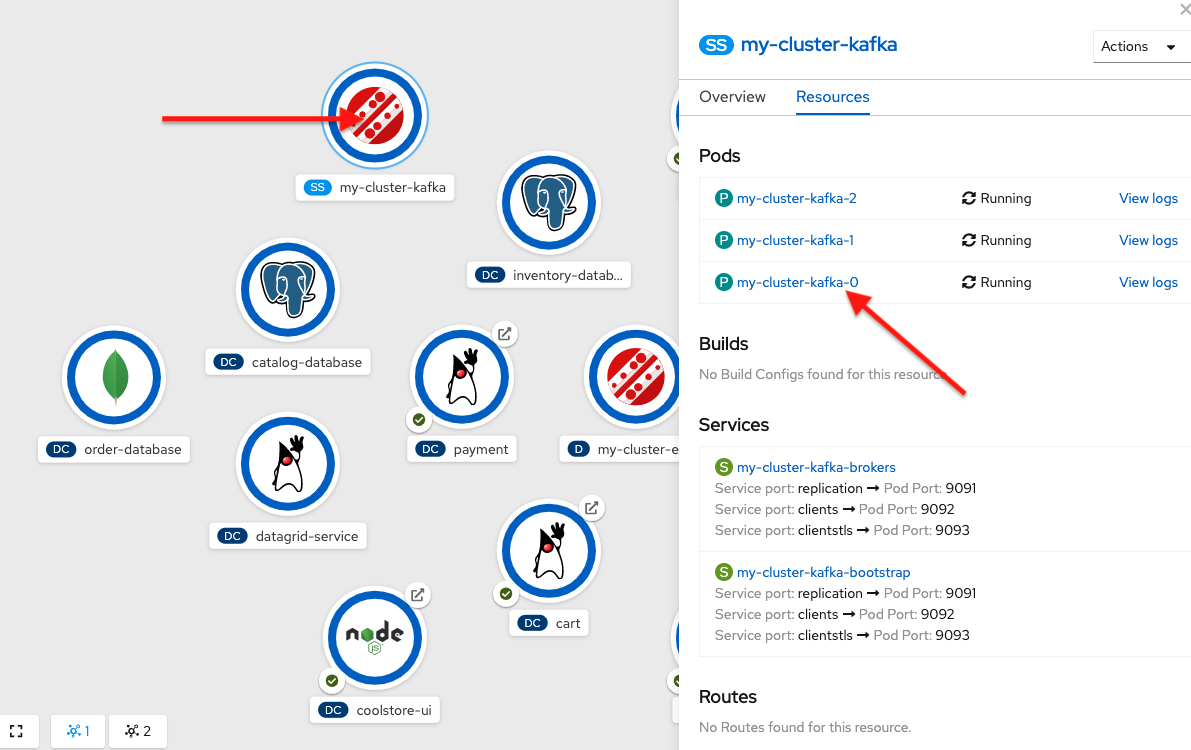 SS my-cluster-kafka
DC inventory-datab...
DC catalog-database
DC order-database
DC payment
D my-cluster-e
DC datagrid-service
DC cart
node
JS
DC coolstore-ui
1
2
SS my-cluster-kafka
Actions
Overview Resources
Pods
P my-cluster-kafka-2 Running View logs
P my-cluster-kafka-1 Running View logs
P my-cluster-kafka-0 Running View logs
Builds
No Build Configs found for this resource.
Services
S my-cluster-kafka-brokers
Service port: replication → Pod Port: 9091
Service port: clients → Pod Port: 9092
Service port: clientstls → Pod Port: 9093
S my-cluster-kafka-bootstrap
Service port: replication → Pod Port: 9091
Service port: clients → Pod Port: 9092
Service port: clientstls → Pod Port: 9093
Routes
No Routes found for this resource.